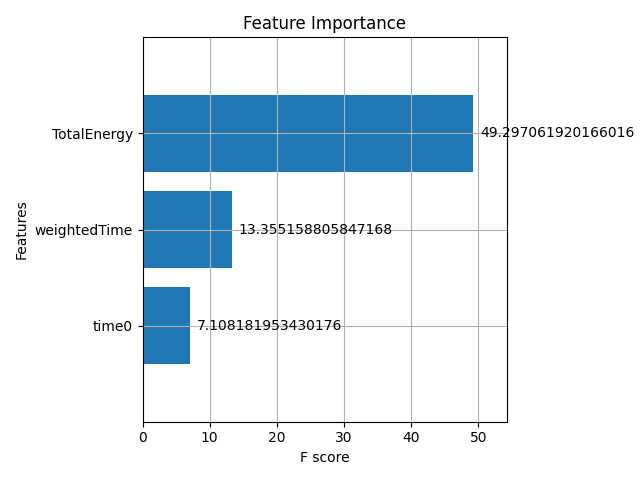 Feature Importance
Features
TotalEnergy 49.297061920166016
weightedTime 13.355158805847168
time0 7.108181953430176
0 10 20 30 40 50
F score